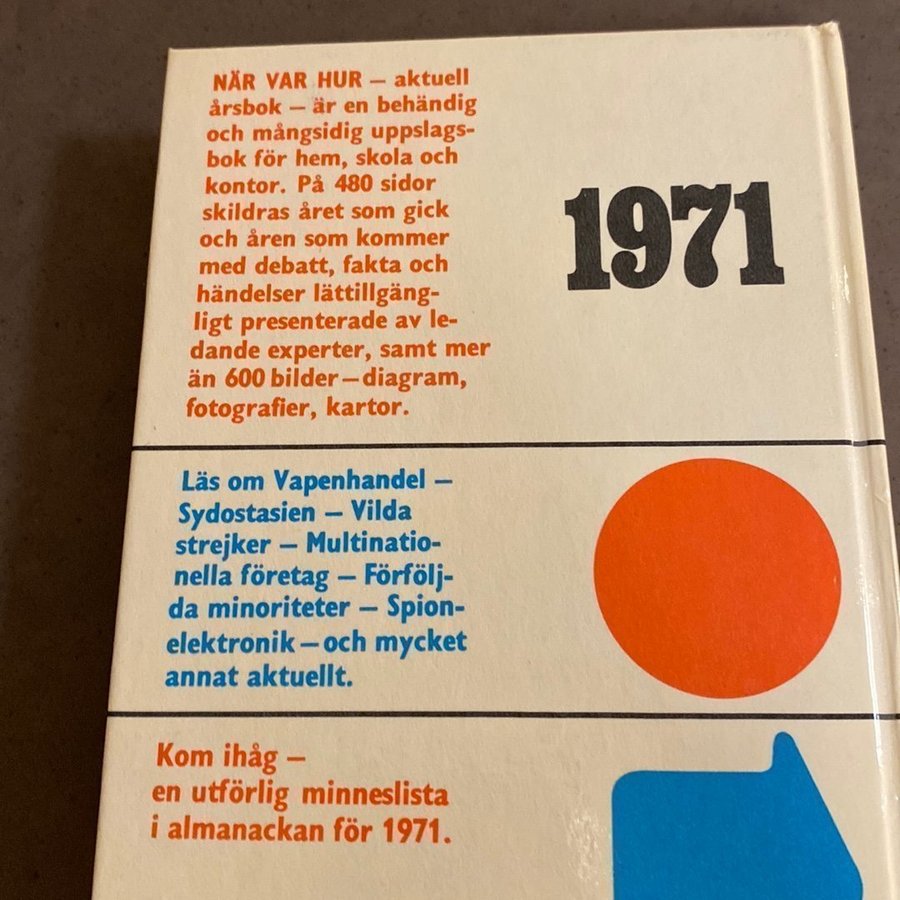 NÄR VAR HUR – aktuell
årsbok – är en behändig
och mångsidig uppslags-
bok för hem, skola och
kontor. På 480 sidor
skildras året som gick
och åren som kommer
med debatt, fakta och
händelser lättillgäng-
ligt presenterade av le-
dande experter, samt mer
än 600 bilder – diagram,
fotografier, kartor.
1971
Läs om Vapenhandel –
Sydostasien – Vilda
strejker – Multinatio-
nella företag – Förfölj-
da minoriteter – Spion-
elektronik – och mycket
annat aktuellt.
Kom ihåg –
en utförlig minneslista
i almanackan för 1971.